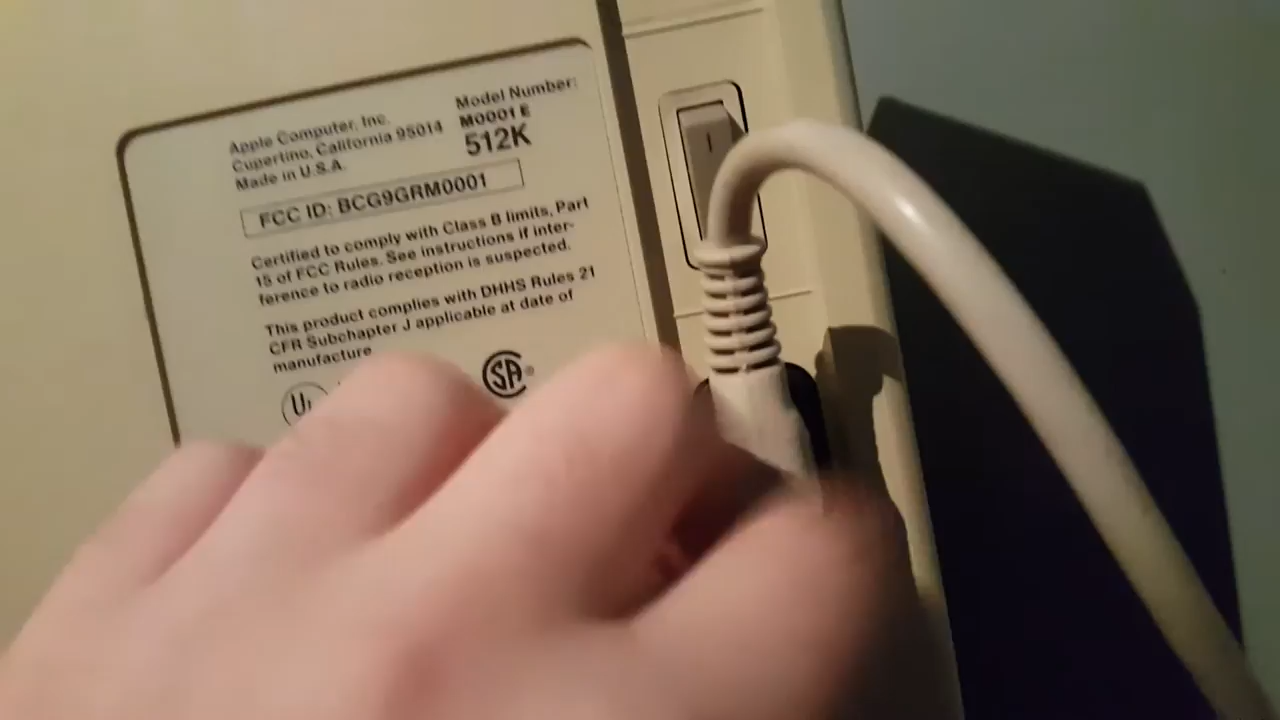 Apple Computer, Inc.
Cupertino, California 95014
Made in U.S.A.
Model Number:
M0001E
512K
FCC ID: BCG9GRM0001
Certified to comply with Class B limits, Part
15 of FCC Rules. See instructions if inter-
ference to radio reception is suspected.
This product complies with DHHS Rules 21
CFR Subchapter J applicable at date of
manufacture
UL
SA®